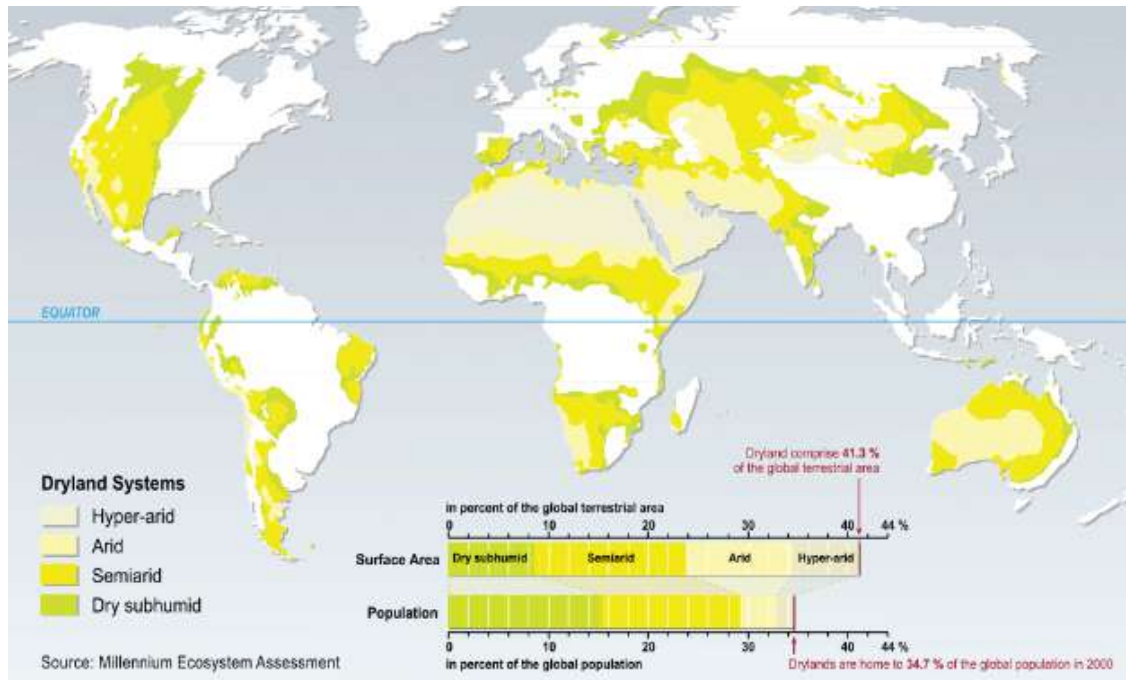 EQUATOR
Dryland comprise 41.3 %
of the global terrestrial area
Dryland Systems
Hyper-arid
Arid
Semiarid
Dry subhumid
in percent of the global terrestrial area
0 10 20 30 40 44 %
Surface Area Dry subhumid Semiarid Arid Hyper-arid
Population
0 10 20 30 40 44 %
in percent of the global population
Drylands are home to 34.7 % of the global population in 2000
Source: Millennium Ecosystem Assessment